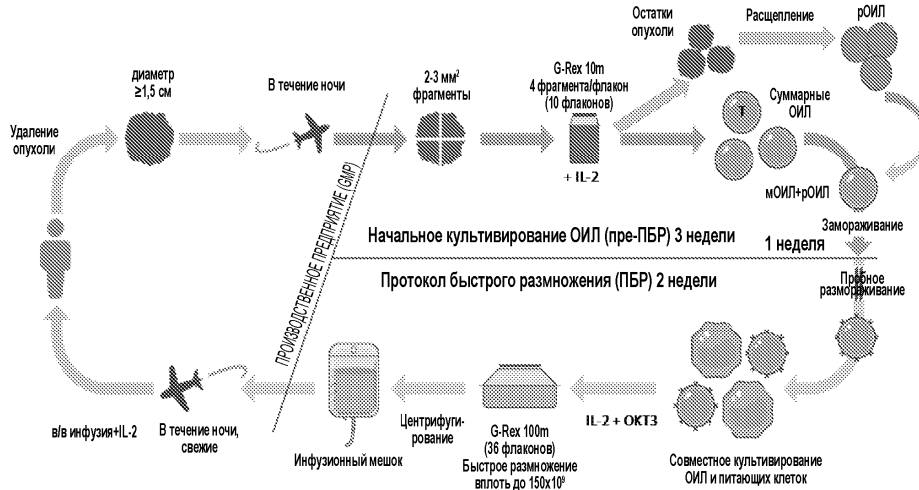 Остатки
опухоли
Расщепление
рОИЛ
диаметр
≥1,5 см
В течение ночи
2-3 мм²
фрагменты
G-Rex 10m
4 фрагмента/флакон
(10 флаконов)
+ IL-2
T
Суммарные
ОИЛ
мОИЛ+рОИЛ
Удаление
опухоли
ПРОИЗВОДСТВЕННОЕ ПРЕДПРИЯТИЕ (GMP)
Замораживание
Начальное культивирование ОИЛ (пре-ПБР) 3 недели
1 неделя
Протокол быстрого размножения (ПБР) 2 недели
Пробное
размораживание
IL-2 + OKT3
Совместное культивирование
ОИЛ и питающих клеток
G-Rex 100m
(36 флаконов)
Быстрое размножение
вплоть до 150x10⁹
Центрифуги-
рование
Инфузионный мешок
В течение ночи,
свежие
в/в инфузия+IL-2